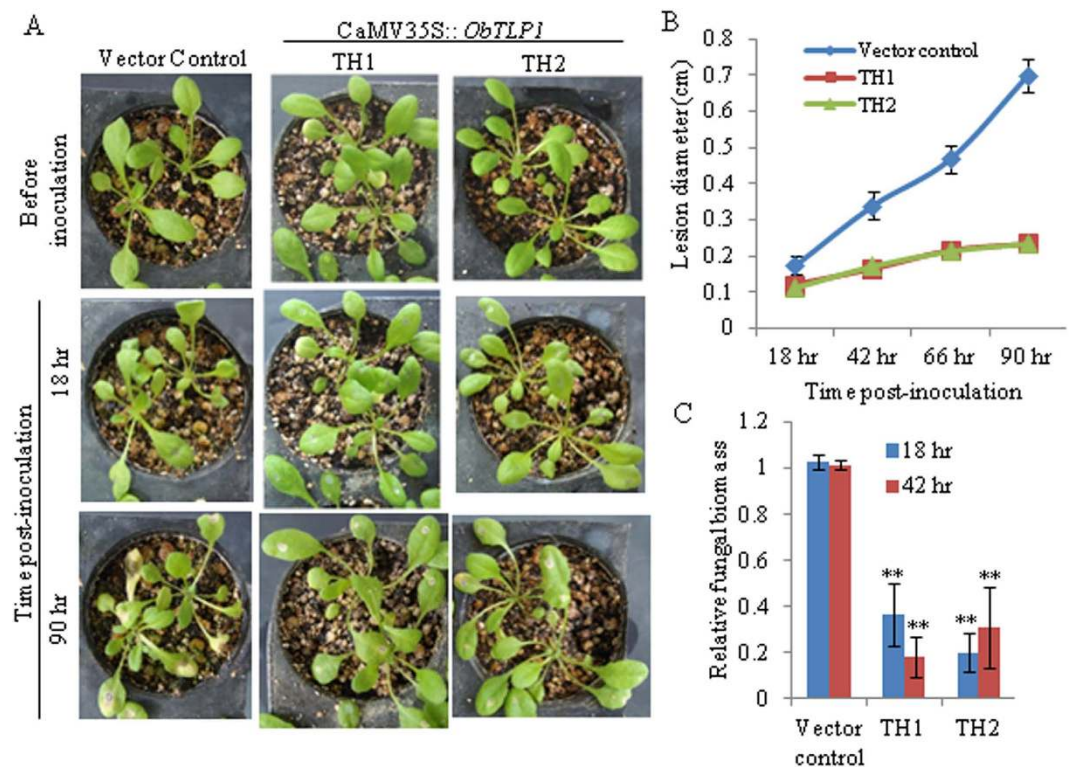 A
CaMV35S:: ObTLP1
Vector Control
TH1
TH2
Before
inoculation
Time post-inoculation
18 hr
90 hr
B
Lesion diameter (cm)
0.8
0.7
0.6
0.5
0.4
0.3
0.2
0.1
0
Vector control
TH1
TH2
18 hr
42 hr
66 hr
90 hr
Time post-inoculation
C
Relative fungal biomass
1.2
1
0.8
0.6
0.4
0.2
0
18 hr
42 hr
**
**
**
**
Vector
control
TH1
TH2